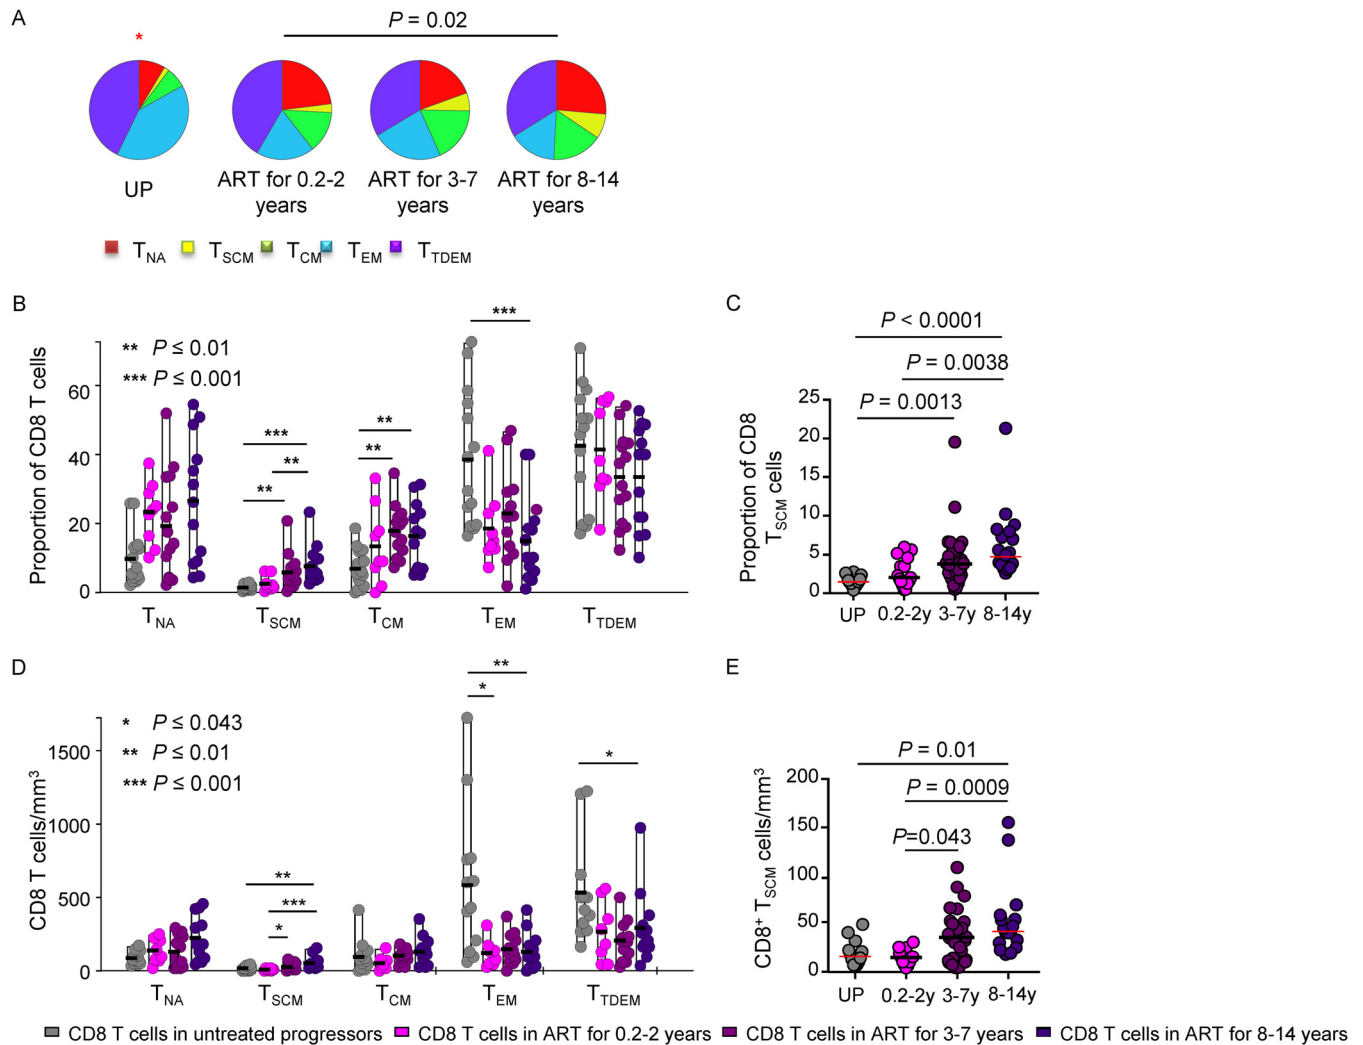 A
P = 0.02
*
UP
ART for 0.2-2 years
ART for 3-7 years
ART for 8-14 years
TNA TSCM TCM TEM TTDEM
B
Proportion of CD8 T cells
** P ≤ 0.01
*** P ≤ 0.001
***
***
**
**
**
**
60
40
20
0
TNA TSCM TCM TEM TTDEM
C
P < 0.0001
P = 0.0038
P = 0.0013
Proportion of CD8
TSCM cells
25
20
15
10
5
0
UP 0.2-2y 3-7y 8-14y
D
CD8 T cells/mm³
* P ≤ 0.043
** P ≤ 0.01
*** P ≤ 0.001
**
*
*
**
***
*
1500
1000
500
0
TNA TSCM TCM TEM TTDEM
E
P = 0.01
P = 0.0009
P=0.043
CD8⁺ TSCM cells/mm³
200
150
100
50
0
UP 0.2-2y 3-7y 8-14y
CD8 T cells in untreated progressors CD8 T cells in ART for 0.2-2 years CD8 T cells in ART for 3-7 years CD8 T cells in ART for 8-14 years